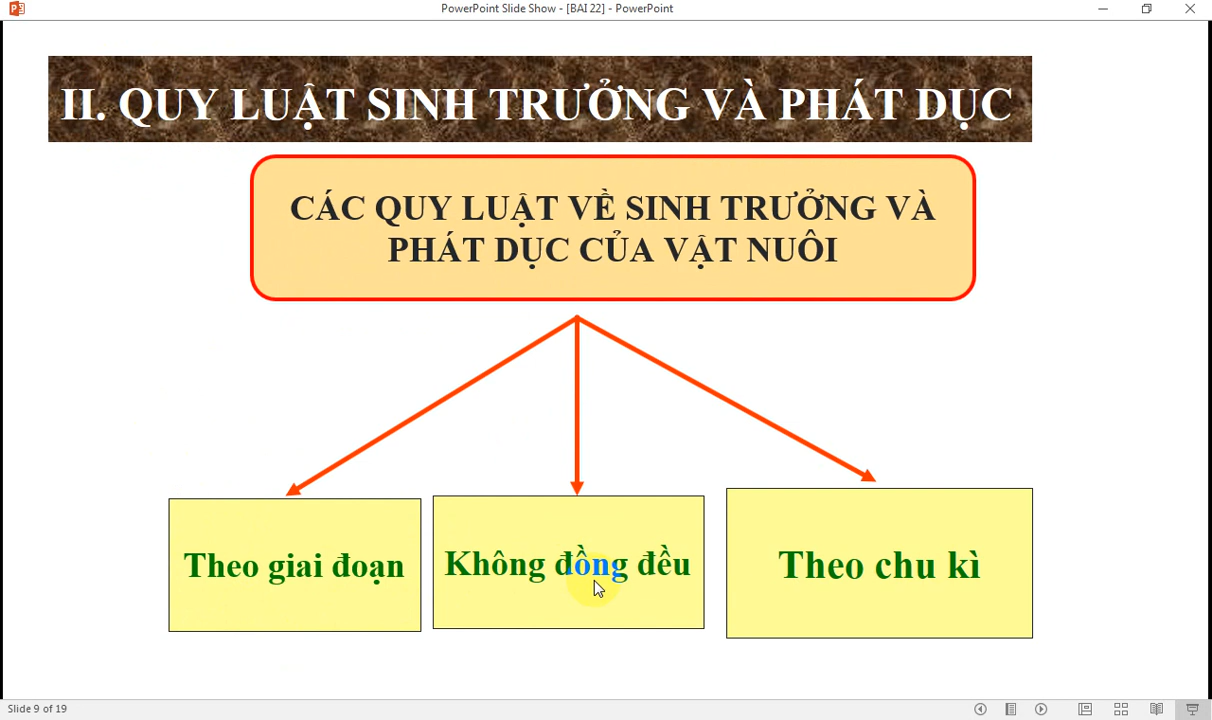 PowerPoint Slide Show - [BAI 22] - PowerPoint
II. QUY LUẬT SINH TRƯỞNG VÀ PHÁT DỤC
CÁC QUY LUẬT VỀ SINH TRƯỞNG VÀ
PHÁT DỤC CỦA VẬT NUÔI
Theo giai đoạn
Không đồng đều
Theo chu kì
Slide 9 of 19